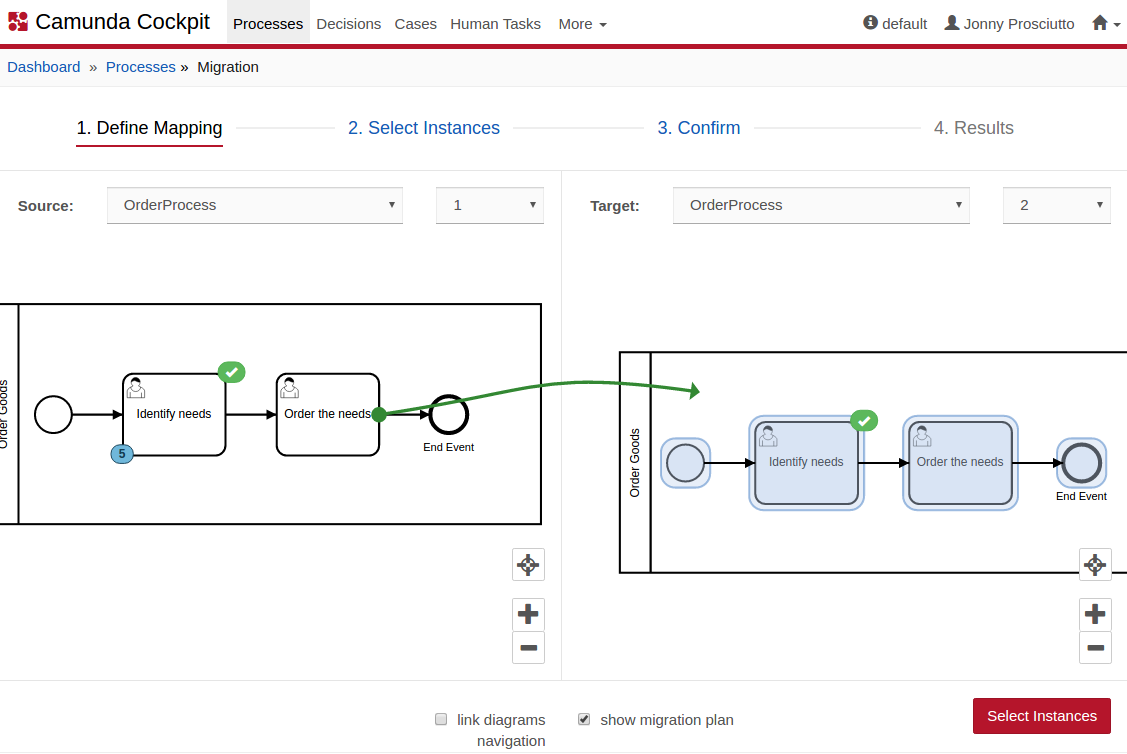 Camunda Cockpit Processes Decisions Cases Human Tasks More default Jonny Prosciutto
Dashboard » Processes » Migration
1. Define Mapping 2. Select Instances 3. Confirm 4. Results
Source: OrderProcess 1 Target: OrderProcess 2
Order Goods
Identify needs
Order the needs
5
End Event
Order Goods
Identify needs
Order the needs
End Event
link diagrams
navigation
show migration plan
Select Instances